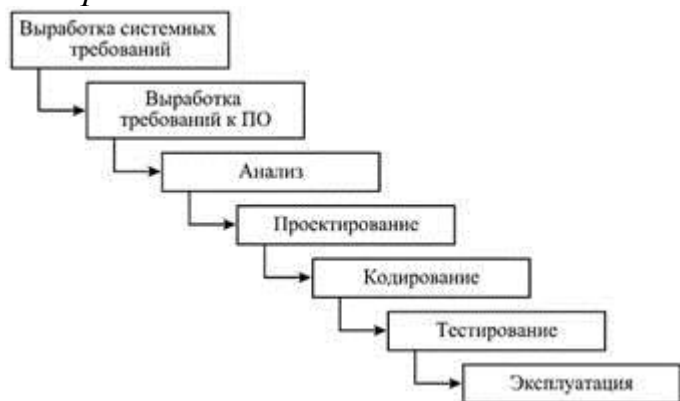 Выработка системных
требований
Выработка
требований к ПО
Анализ
Проектирование
Кодирование
Тестирование
Эксплуатация